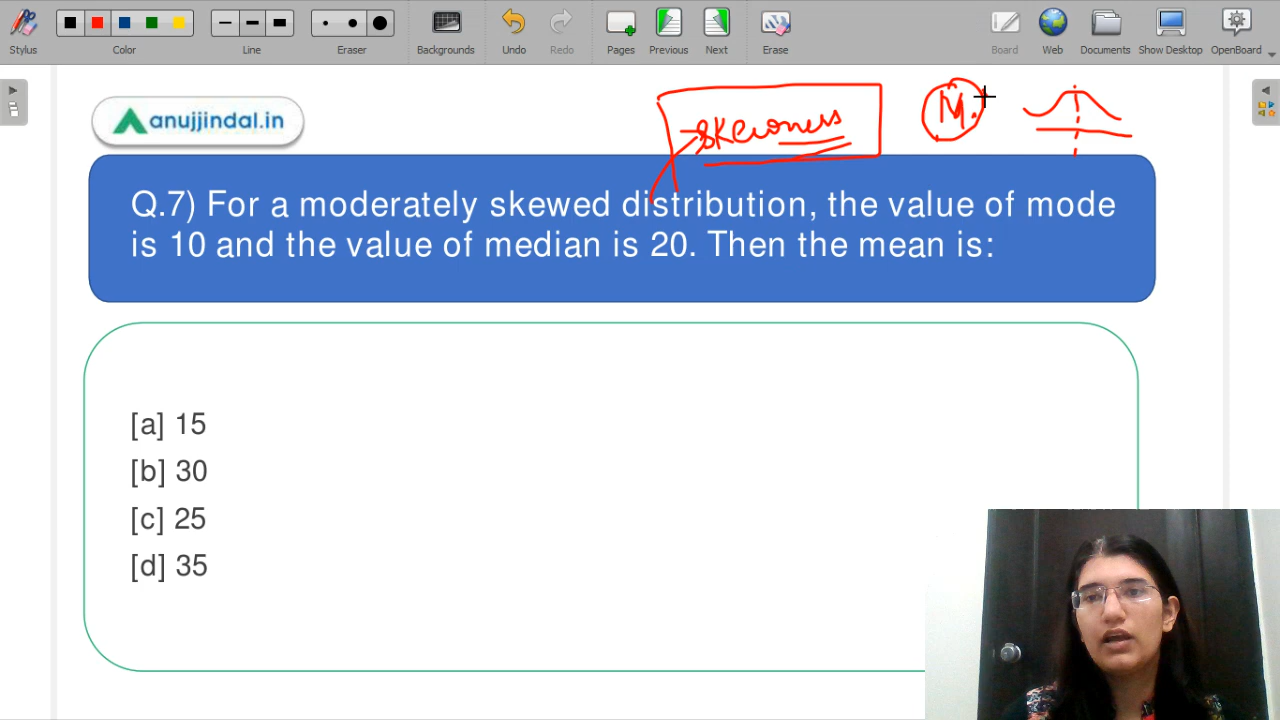 Stylus
Color
Line
Eraser
Backgrounds
Undo
Redo
Pages
Previous
Next
Erase
Board
Web
Documents
Show Desktop
OpenBoard
anujjindal.in
skewness
M.
Q.7) For a moderately skewed distribution, the value of mode
is 10 and the value of median is 20. Then the mean is:
[a] 15
[b] 30
[c] 25
[d] 35